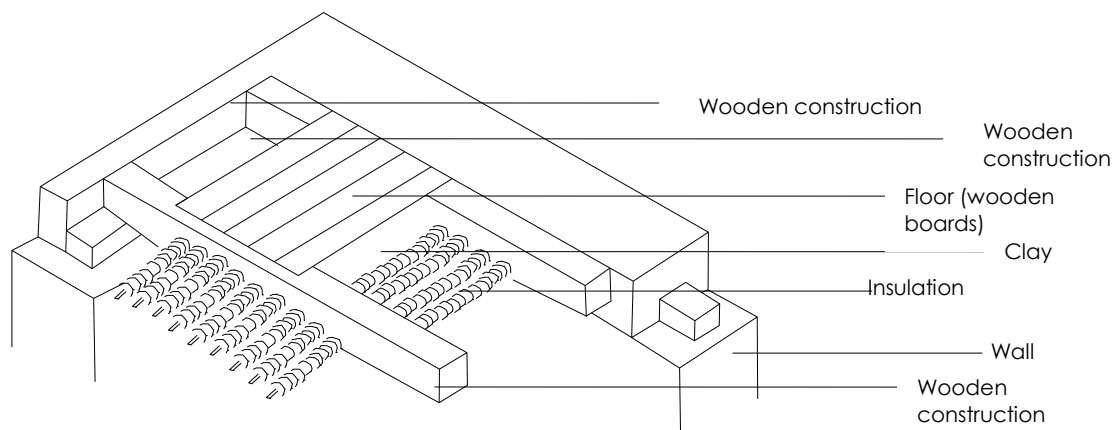 Wooden construction
Wooden
construction
Floor (wooden
boards)
Clay
Insulation
Wall
Wooden
construction